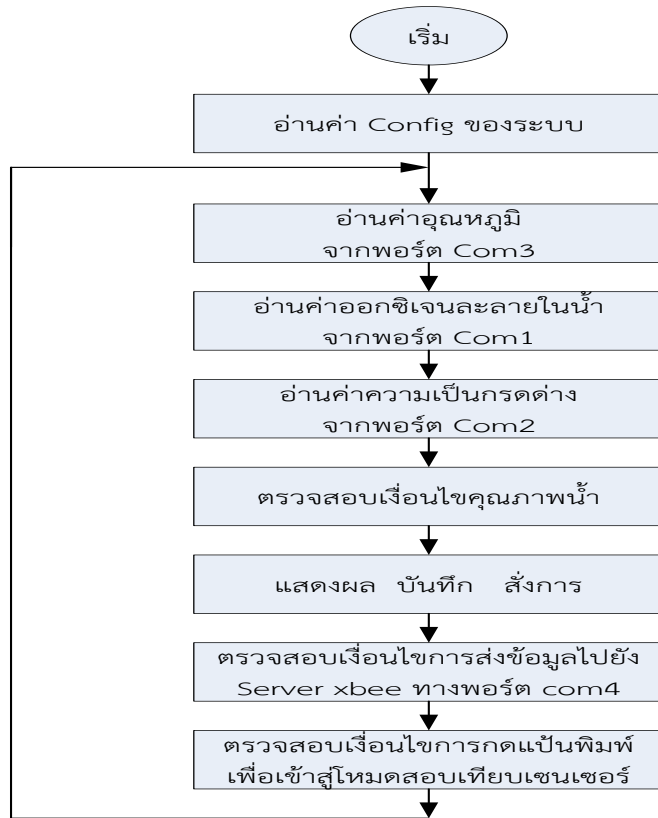 เริ่ม
อ่านค่า Config ของระบบ
อ่านค่าอุณหภูมิ
จากพอร์ต Com3
อ่านค่าออกซิเจนละลายในน้ำ
จากพอร์ต Com1
อ่านค่าความเป็นกรดด่าง
จากพอร์ต Com2
ตรวจสอบเงื่อนไขคุณภาพน้ำ
แสดงผล บันทึก สั่งการ
ตรวจสอบเงื่อนไขการส่งข้อมูลไปยัง
Server xbee ทางพอร์ต com4
ตรวจสอบเงื่อนไขการกดแป้นพิมพ์
เพื่อเข้าสู่โหมดสอบเทียบเซนเซอร์